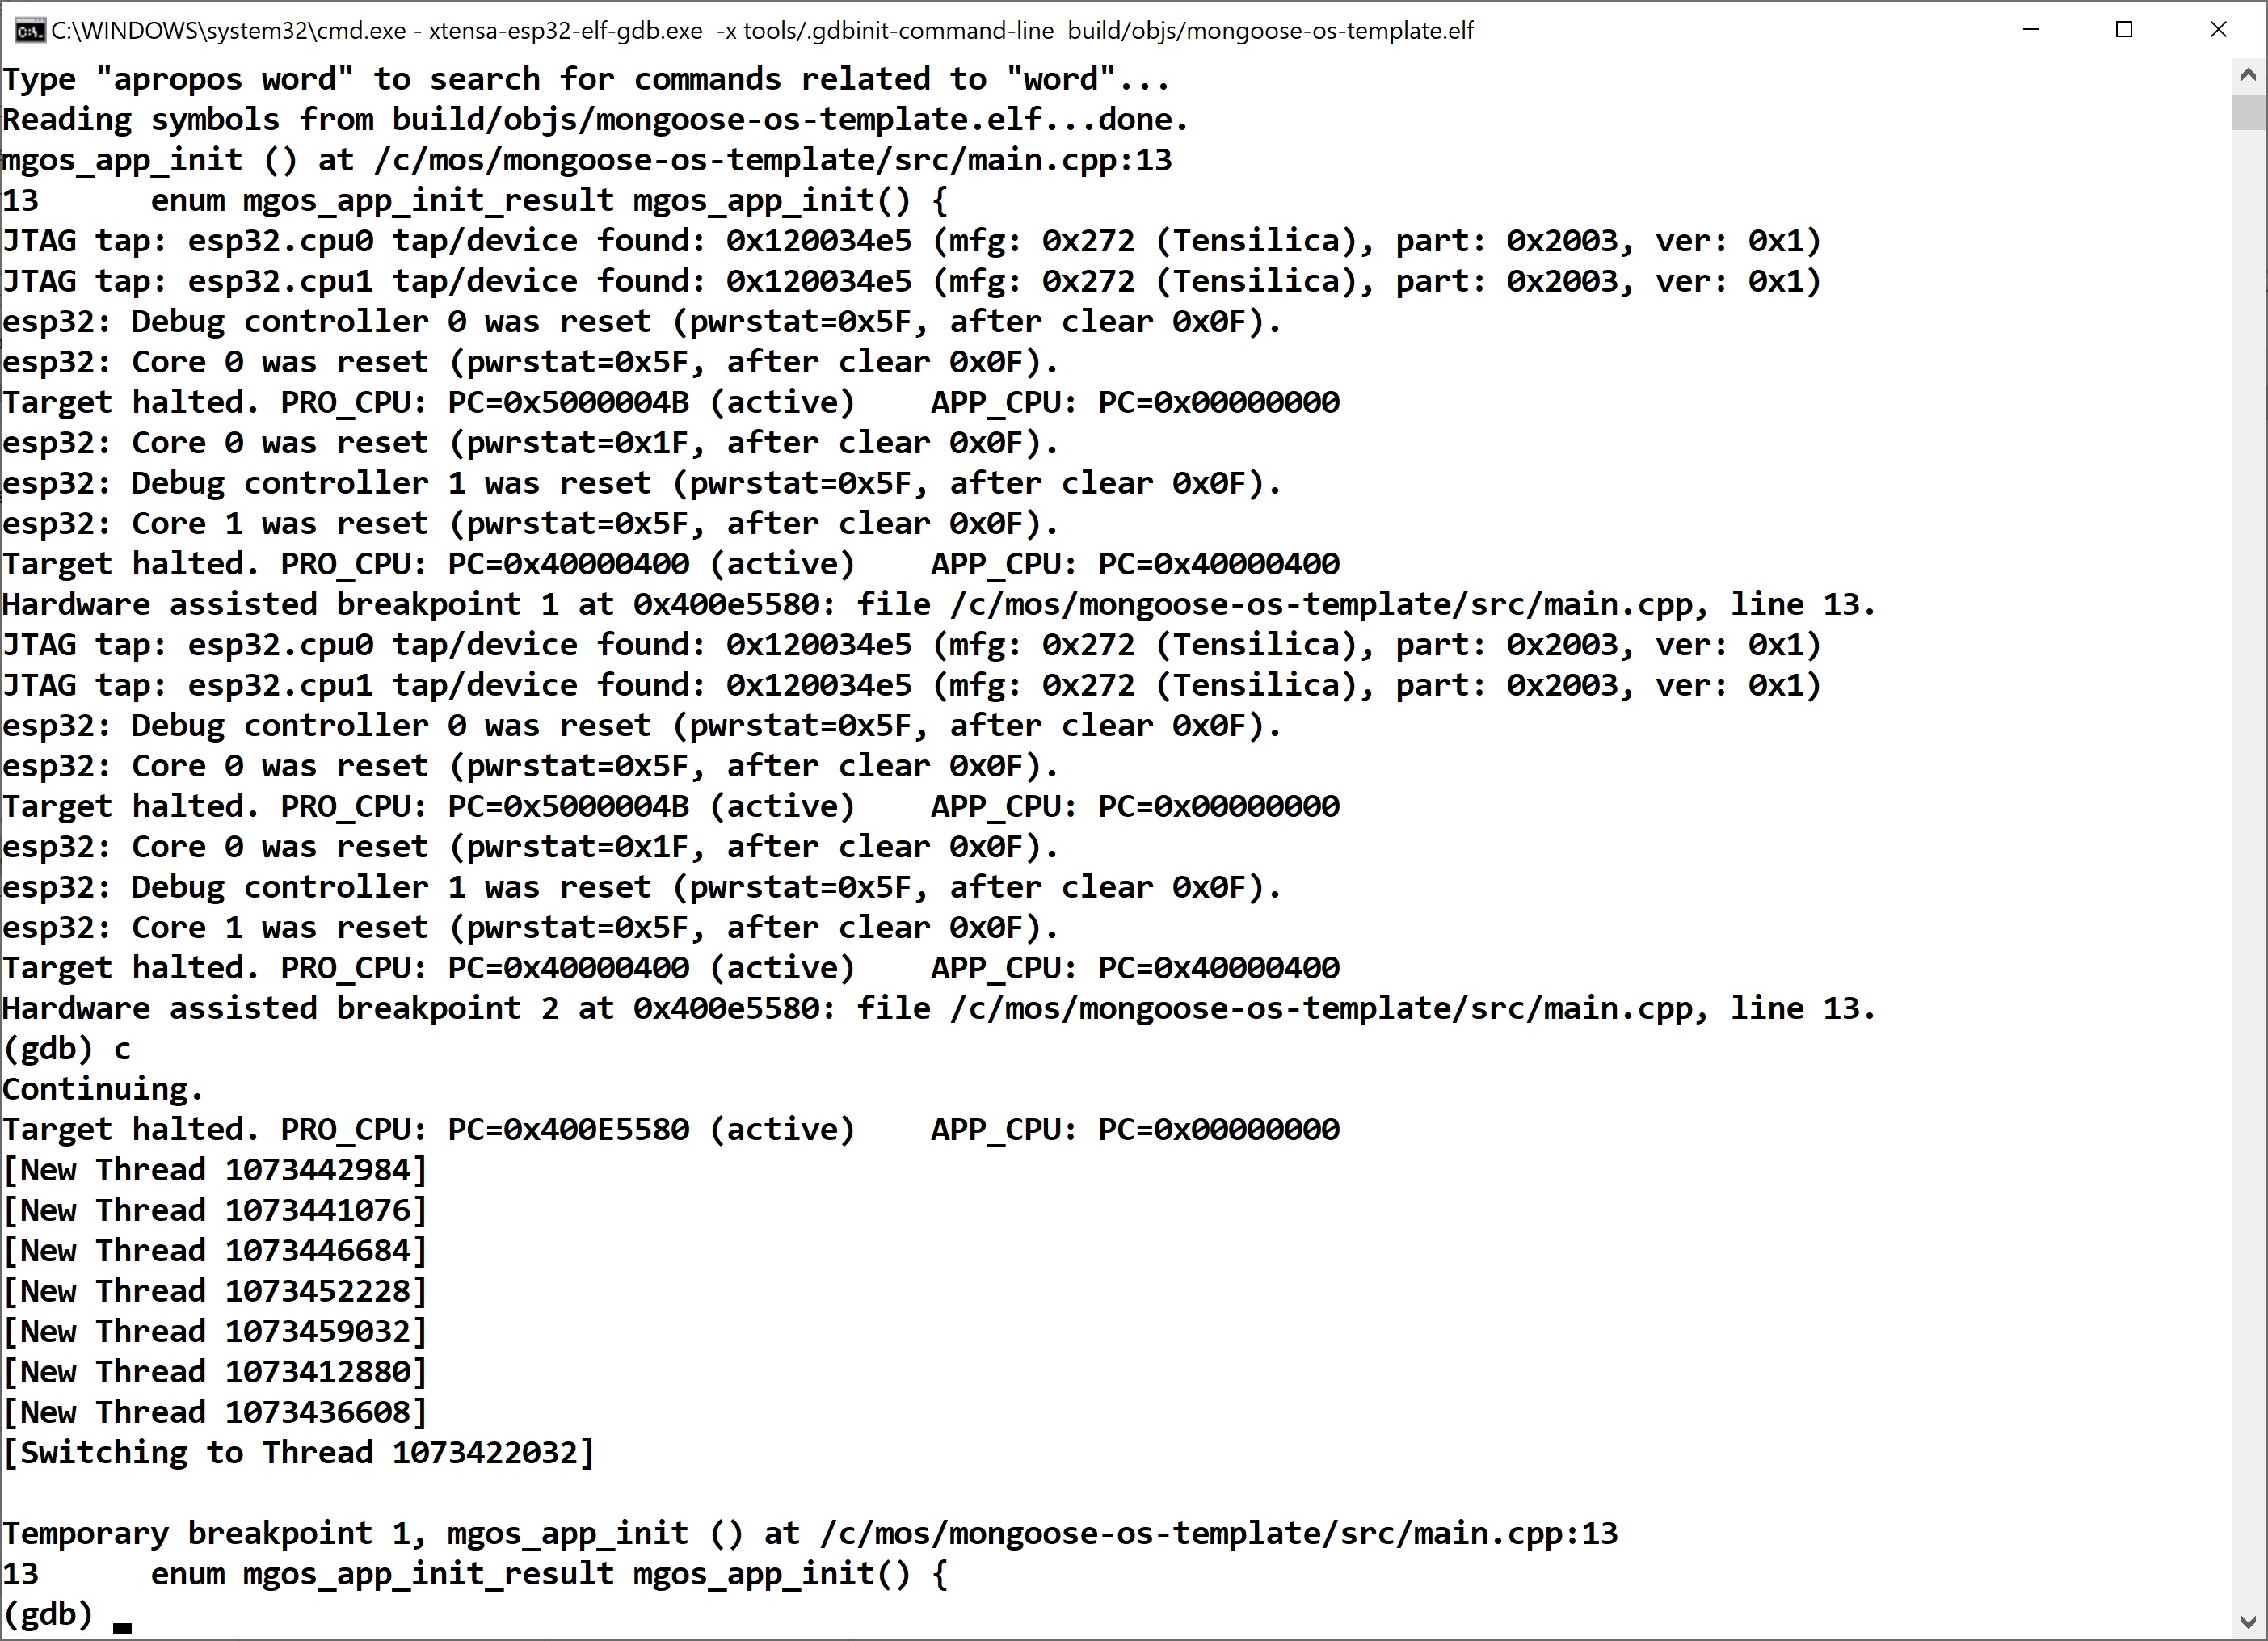 C:\WINDOWS\system32\cmd.exe - xtensa-esp32-elf-gdb.exe  -x tools/.gdbinit-command-line  build/objs/mongoose-os-template.elf
Type "apropos word" to search for commands related to "word"...
Reading symbols from build/objs/mongoose-os-template.elf...done.
mgos_app_init () at /c/mos/mongoose-os-template/src/main.cpp:13
13      enum mgos_app_init_result mgos_app_init() {
JTAG tap: esp32.cpu0 tap/device found: 0x120034e5 (mfg: 0x272 (Tensilica), part: 0x2003, ver: 0x1)
JTAG tap: esp32.cpu1 tap/device found: 0x120034e5 (mfg: 0x272 (Tensilica), part: 0x2003, ver: 0x1)
esp32: Debug controller 0 was reset (pwrstat=0x5F, after clear 0x0F).
esp32: Core 0 was reset (pwrstat=0x5F, after clear 0x0F).
Target halted. PRO_CPU: PC=0x5000004B (active)    APP_CPU: PC=0x00000000
esp32: Core 0 was reset (pwrstat=0x1F, after clear 0x0F).
esp32: Debug controller 1 was reset (pwrstat=0x5F, after clear 0x0F).
esp32: Core 1 was reset (pwrstat=0x5F, after clear 0x0F).
Target halted. PRO_CPU: PC=0x40000400 (active)    APP_CPU: PC=0x40000400
Hardware assisted breakpoint 1 at 0x400e5580: file /c/mos/mongoose-os-template/src/main.cpp, line 13.
JTAG tap: esp32.cpu0 tap/device found: 0x120034e5 (mfg: 0x272 (Tensilica), part: 0x2003, ver: 0x1)
JTAG tap: esp32.cpu1 tap/device found: 0x120034e5 (mfg: 0x272 (Tensilica), part: 0x2003, ver: 0x1)
esp32: Debug controller 0 was reset (pwrstat=0x5F, after clear 0x0F).
esp32: Core 0 was reset (pwrstat=0x5F, after clear 0x0F).
Target halted. PRO_CPU: PC=0x5000004B (active)    APP_CPU: PC=0x00000000
esp32: Core 0 was reset (pwrstat=0x1F, after clear 0x0F).
esp32: Debug controller 1 was reset (pwrstat=0x5F, after clear 0x0F).
esp32: Core 1 was reset (pwrstat=0x5F, after clear 0x0F).
Target halted. PRO_CPU: PC=0x40000400 (active)    APP_CPU: PC=0x40000400
Hardware assisted breakpoint 2 at 0x400e5580: file /c/mos/mongoose-os-template/src/main.cpp, line 13.
(gdb) c
Continuing.
Target halted. PRO_CPU: PC=0x400E5580 (active)    APP_CPU: PC=0x00000000
[New Thread 1073442984]
[New Thread 1073441076]
[New Thread 1073446684]
[New Thread 1073452228]
[New Thread 1073459032]
[New Thread 1073412880]
[New Thread 1073436608]
[Switching to Thread 1073422032]
Temporary breakpoint 1, mgos_app_init () at /c/mos/mongoose-os-template/src/main.cpp:13
13      enum mgos_app_init_result mgos_app_init() {
(gdb)